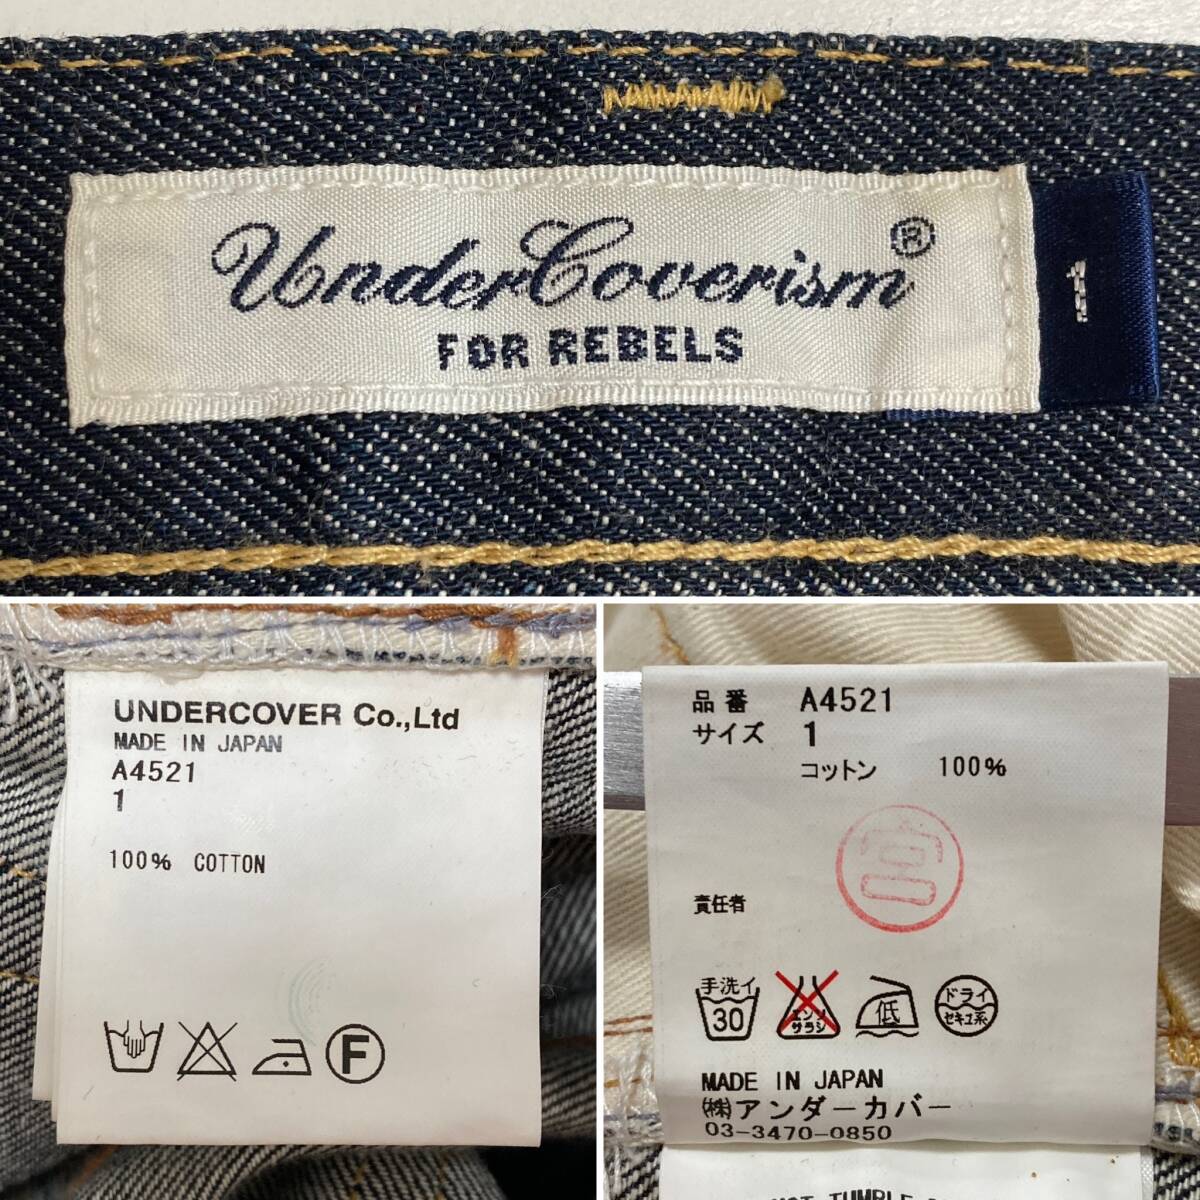 UnderCoverism®
FOR REBELS
1
UNDERCOVER Co.,Ltd
MADE IN JAPAN
A4521
1
100% COTTON
F
品番 A4521
サイズ 1
コットン 100%
宮
責任者
手洗イ
30
エンソ
サラシ
低
ドライ
セキユ系
MADE IN JAPAN
㈱アンダーカバー
03-3470-0850
TUMBLE